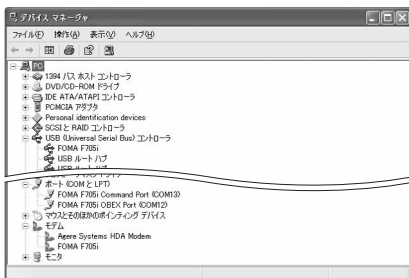 デバイス マネージャ
ファイル(F) 操作(A) 表示(V) ヘルプ(H)
PC
1394 バス ホスト コントローラ
DVD/CD-ROM ドライブ
IDE ATA/ATAPI コントローラ
PCMCIA アダプタ
Personal identification devices
SCSI と RAID コントローラ
USB (Universal Serial Bus) コントローラ
FOMA F705i
USB ルート ハブ
USB ルート ハブ
ポート (COM と LPT)
FOMA F705i Command Port (COM13)
FOMA F705i OBEX Port (COM12)
マウスとそのほかのポインティング デバイス
モデム
Agere Systems HDA Modem
FOMA F705i
モニタ